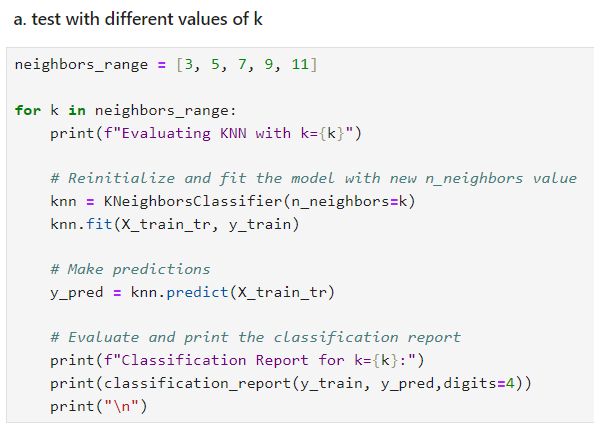 a. test with different values of k
neighbors_range = [3, 5, 7, 9, 11]
for k in neighbors_range:
    print(f"Evaluating KNN with k={k}")
    # Reinitialize and fit the model with new n_neighbors value
    knn = KNeighborsClassifier(n_neighbors=k)
    knn.fit(X_train_tr, y_train)
    # Make predictions
    y_pred = knn.predict(X_train_tr)
    # Evaluate and print the classification report
    print(f"Classification Report for k={k}:")
    print(classification_report(y_train, y_pred,digits=4))
    print("\n")